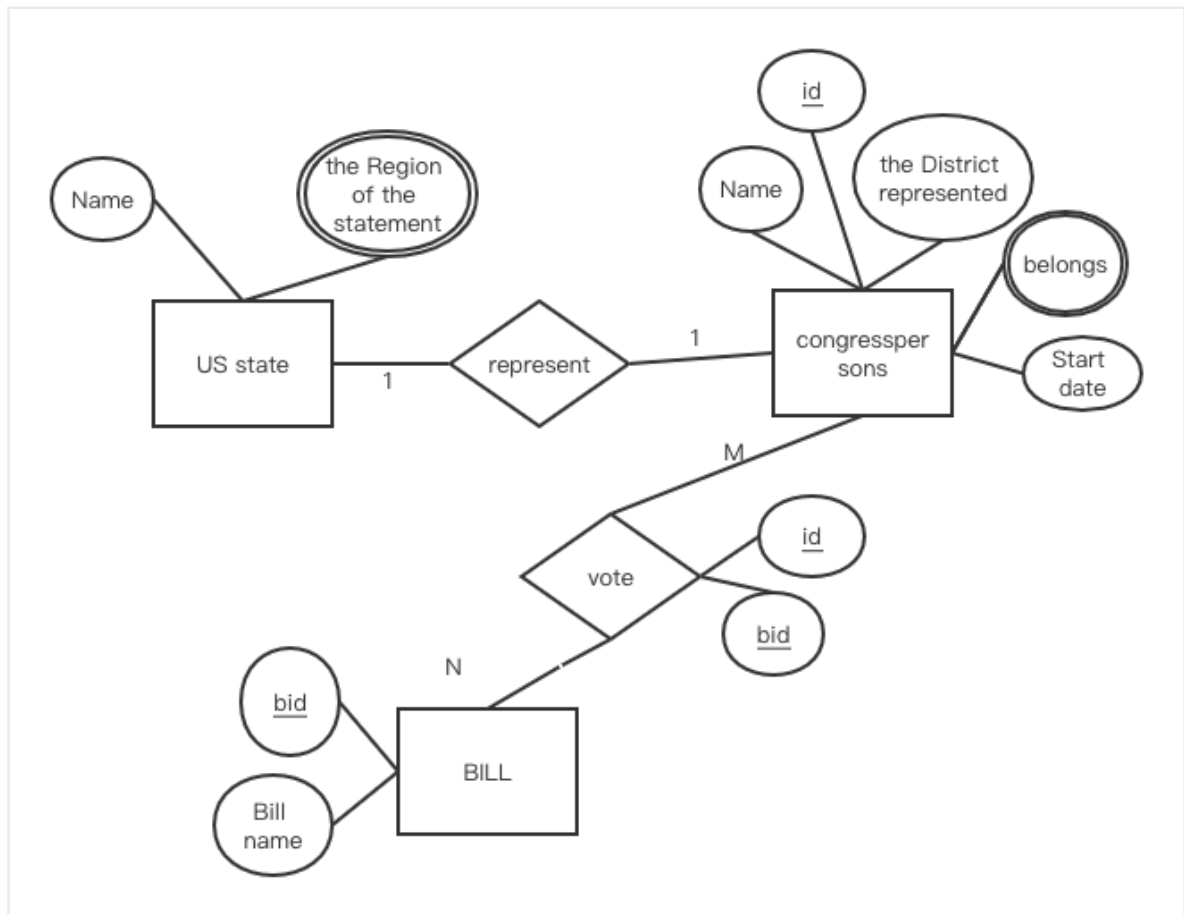 id
the District
represented
Name
the Region
of the
statement
Name
belongs
US state
1
represent
1
congressper
sons
Start
date
M
vote
id
bid
N
bid
BILL
Bill
name